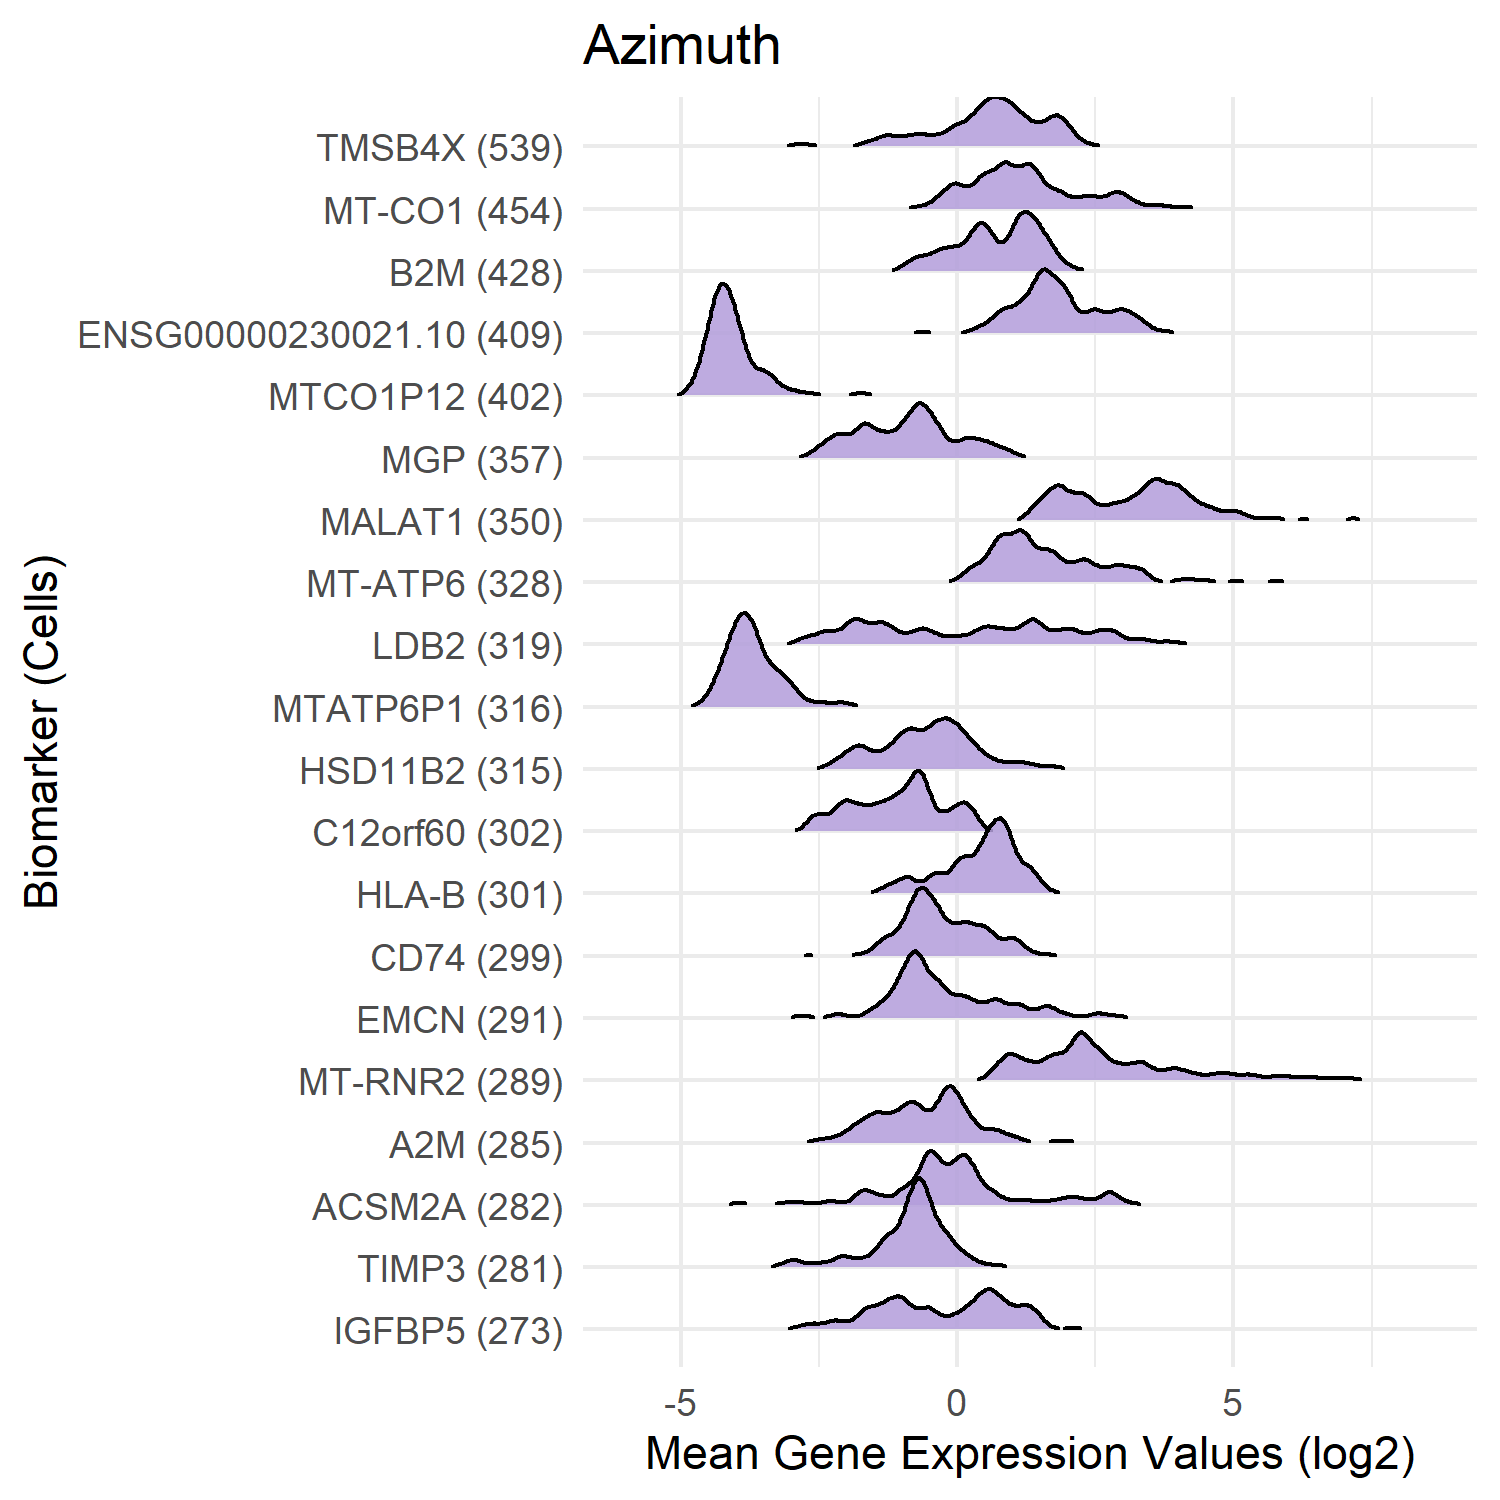 Azimuth
TMSB4X (539)
MT-CO1 (454)
B2M (428)
ENSG00000230021.10 (409)
MTCO1P12 (402)
MGP (357)
MALAT1 (350)
MT-ATP6 (328)
LDB2 (319)
MTATP6P1 (316)
HSD11B2 (315)
C12orf60 (302)
HLA-B (301)
CD74 (299)
EMCN (291)
MT-RNR2 (289)
A2M (285)
ACSM2A (282)
TIMP3 (281)
IGFBP5 (273)
Biomarker (Cells)
-5 0 5
Mean Gene Expression Values (log2)